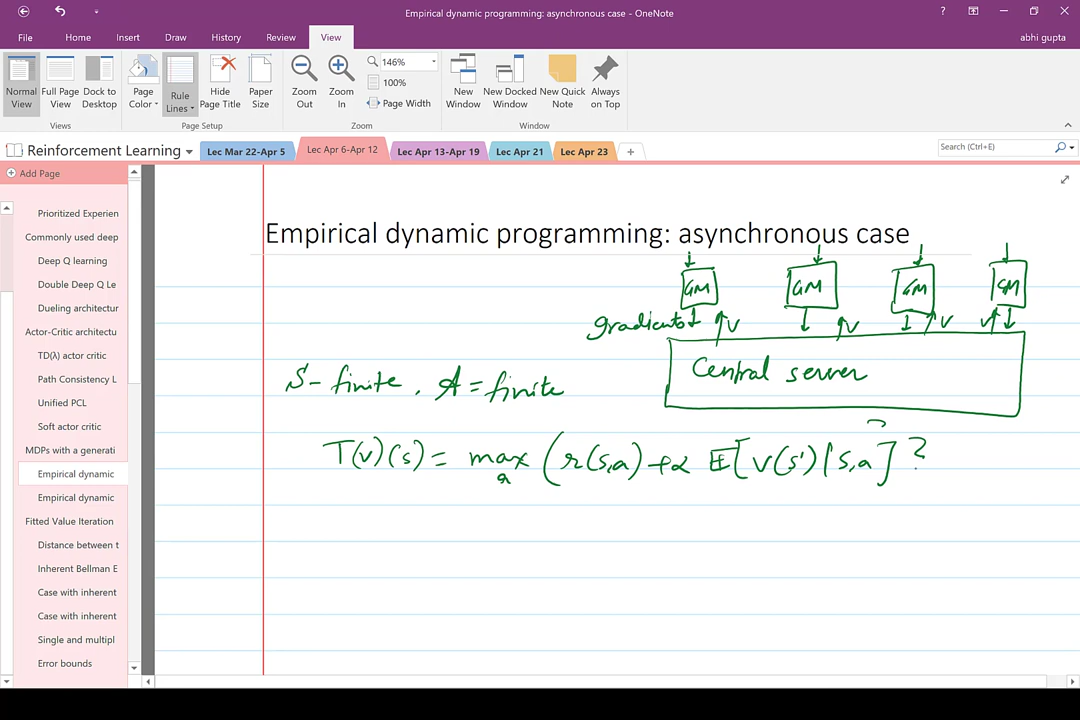 Empirical dynamic programming: asynchronous case - OneNote
File Home Insert Draw History Review View abhi gupta
Normal View
Full Page View
Dock to Desktop
Page Color
Rule Lines
Hide Page Title
Paper Size
Zoom Out
Zoom In
146%
100%
Page Width
New Window
New Docked Window
New Quick Note
Always on Top
Views Page Setup Zoom Window
Reinforcement Learning Lec Mar 22-Apr 5 Lec Apr 6-Apr 12 Lec Apr 13-Apr 19 Lec Apr 21 Lec Apr 23 + Search (Ctrl+E)
Add Page
Prioritized Experien
Commonly used deep
Deep Q learning
Double Deep Q Le
Dueling architectur
Actor-Critic architectu
TD(λ) actor critic
Path Consistency L
Unified PCL
Soft actor critic
MDPs with a generati
Empirical dynamic
Empirical dynamic
Fitted Value Iteration
Distance between t
Inherent Bellman E
Case with inherent
Case with inherent
Single and multipl
Error bounds
Empirical dynamic programming: asynchronous case
GM GM GM GM
gradients V V V V
Central server
S - finite, A = finite
T(v)(s) = max_a (r(s,a) + α E[V(s') | s,a] ?